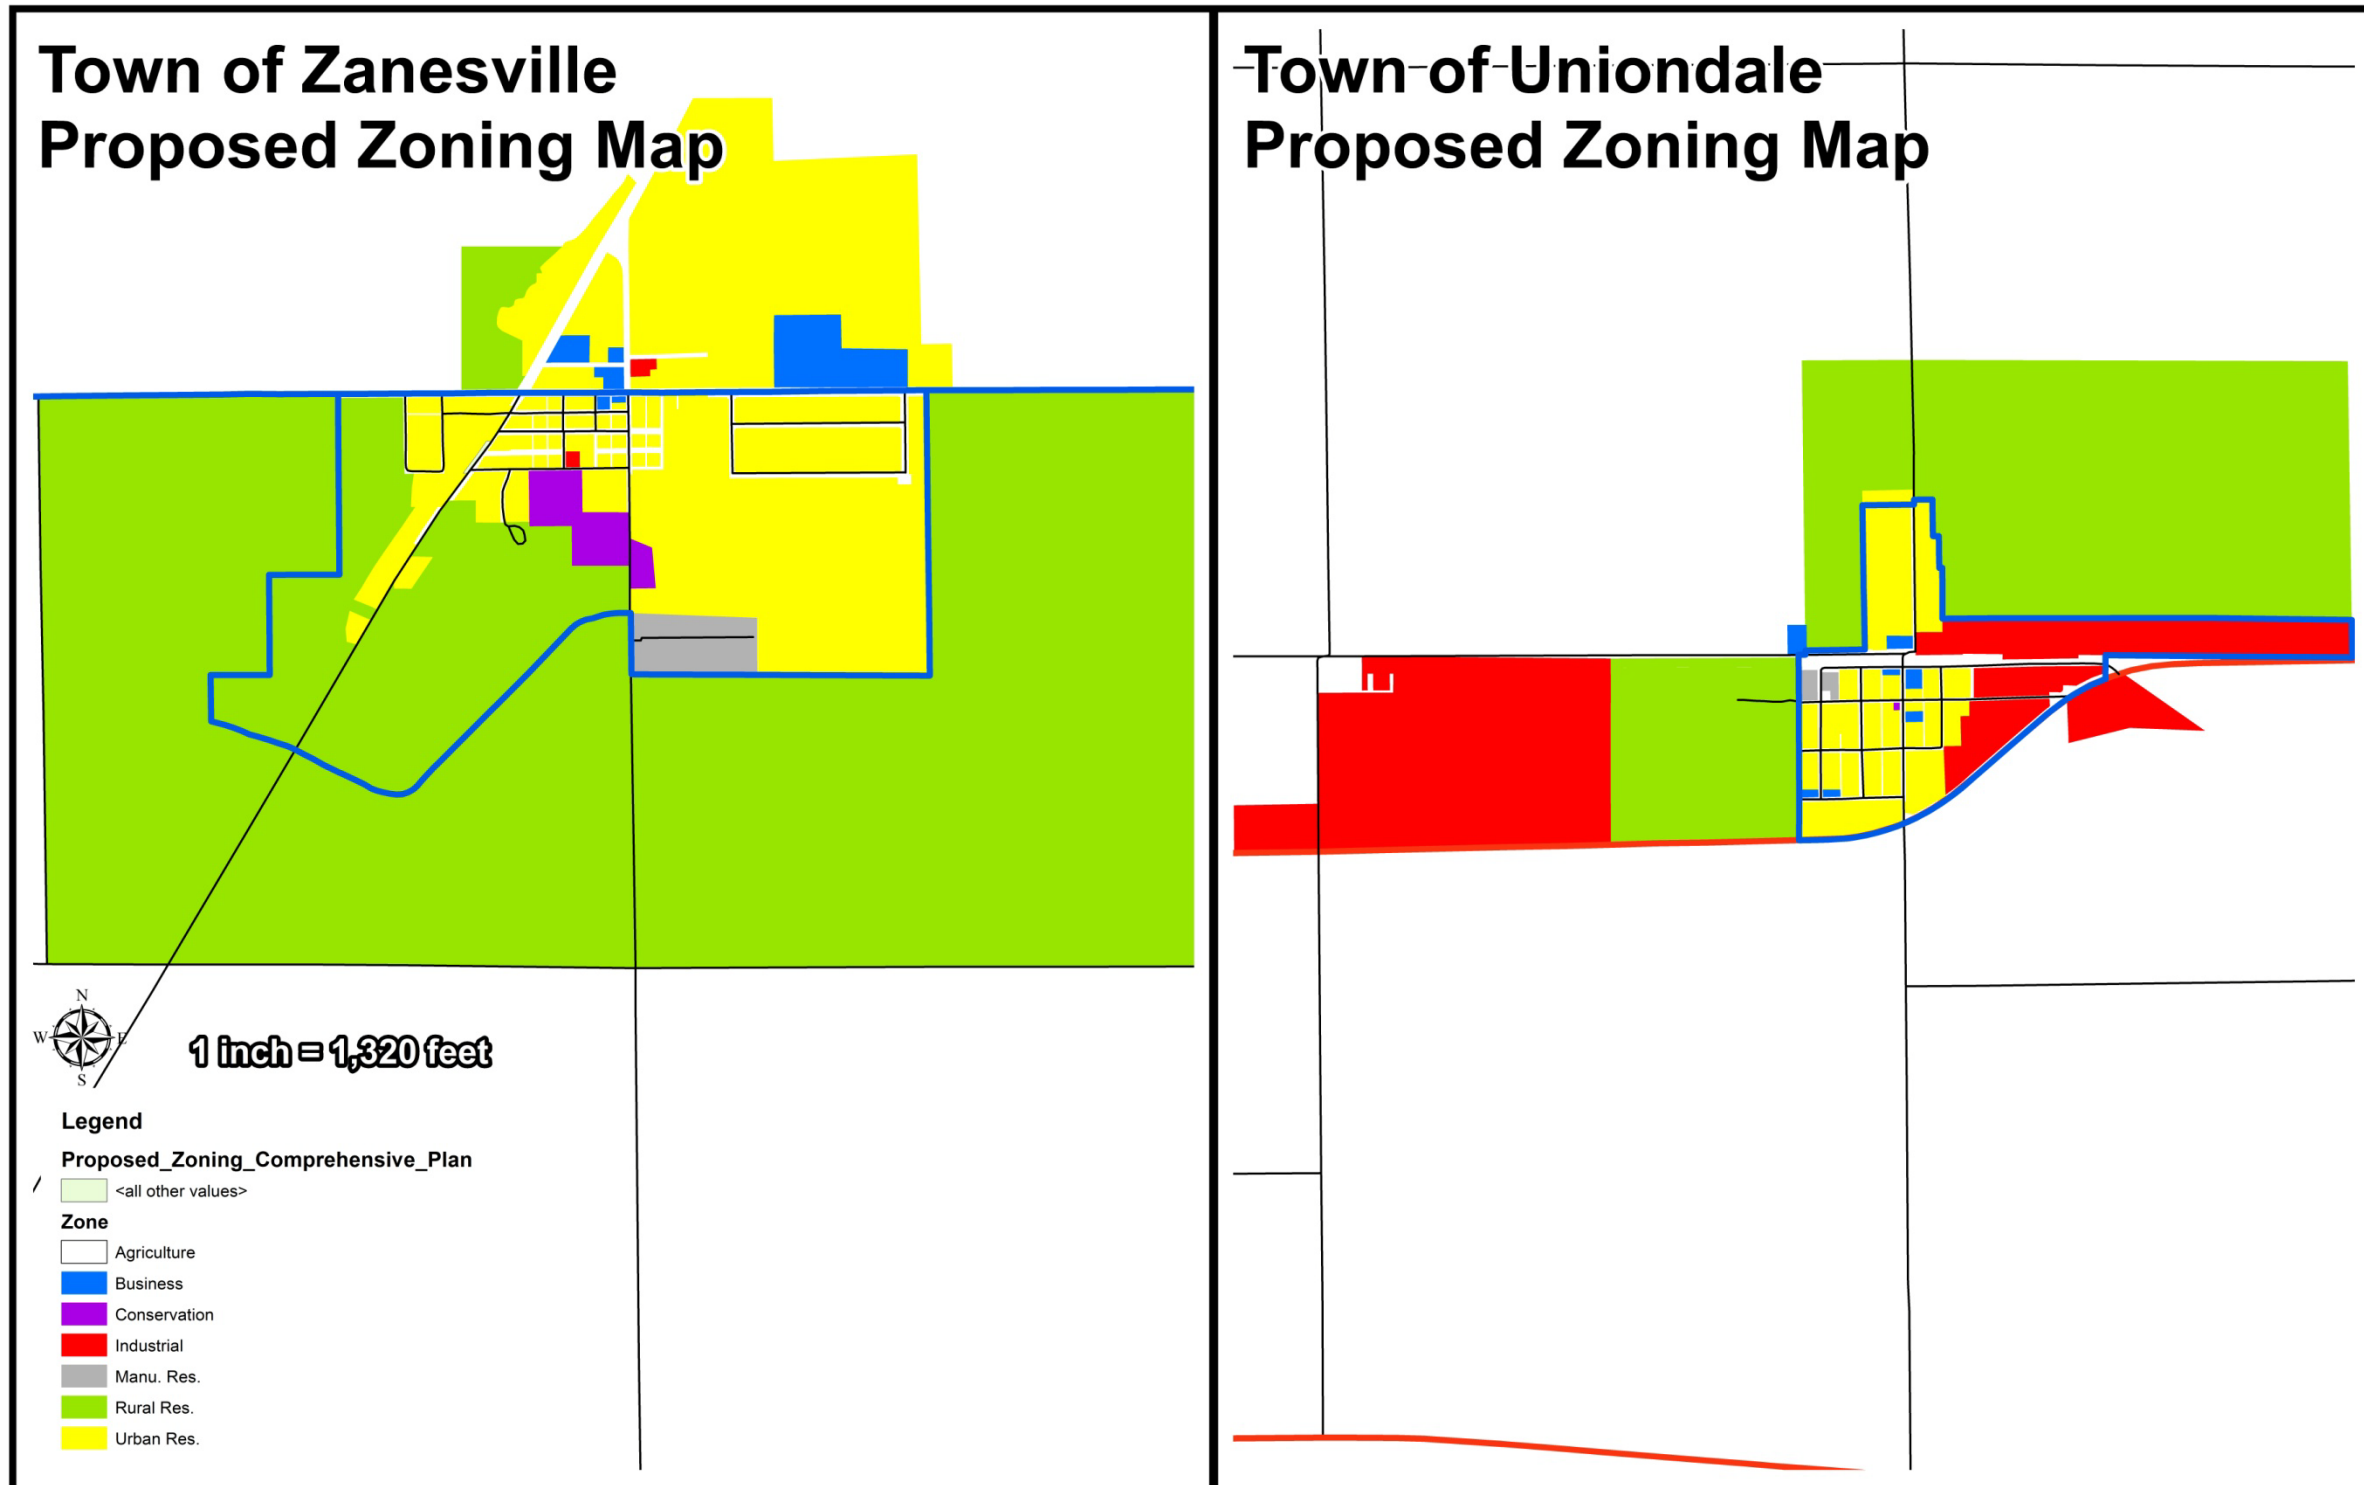 Town of Zanesville
Proposed Zoning Map
Town of Uniondale
Proposed Zoning Map
N
W
E
S
1 inch = 1,320 feet
Legend
Proposed_Zoning_Comprehensive_Plan
<all other values>
Zone
Agriculture
Business
Conservation
Industrial
Manu. Res.
Rural Res.
Urban Res.